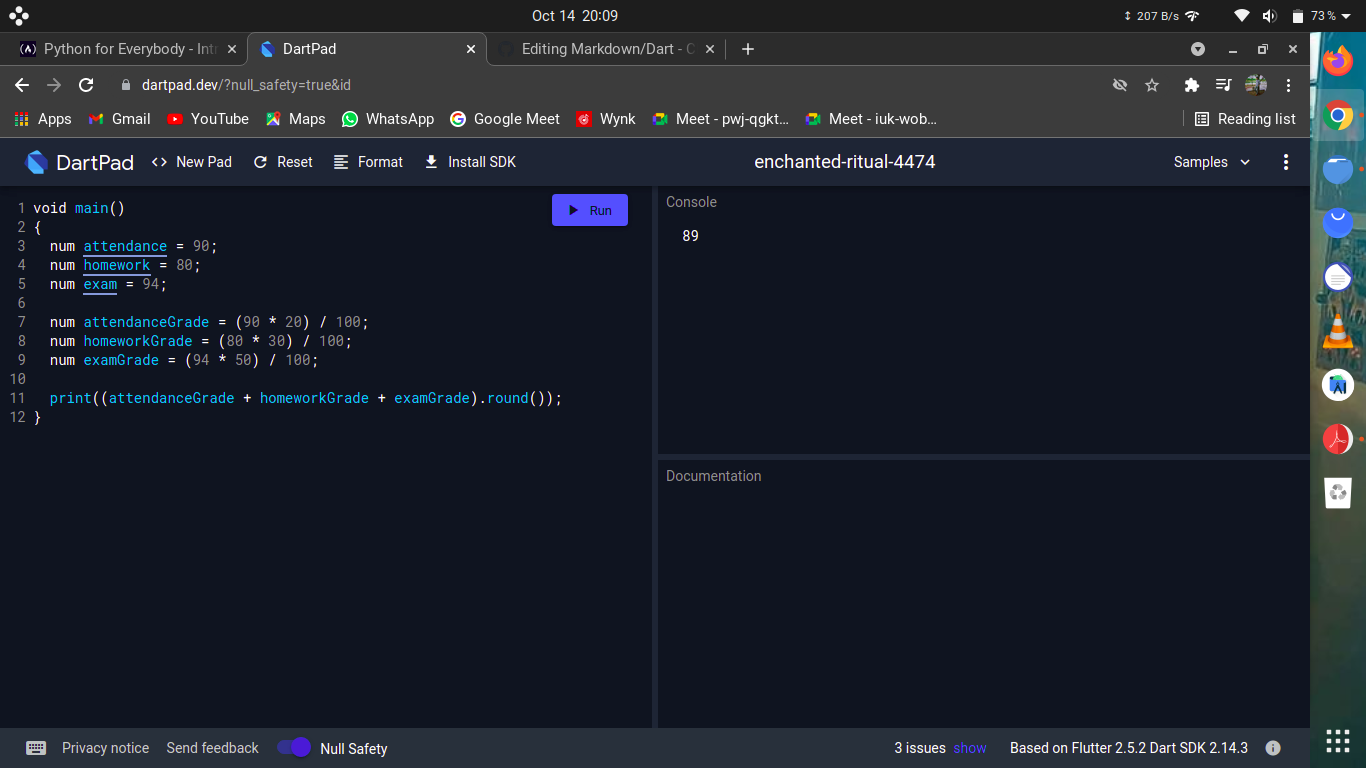 Oct 14 20:09
207 B/s
73 %
Python for Everybody - Intr
DartPad
Editing Markdown/Dart - C
dartpad.dev/?null_safety=true&id
Apps
Gmail
YouTube
Maps
WhatsApp
Google Meet
Wynk
Meet - pwj-qgkt...
Meet - iuk-wob...
Reading list
DartPad
<> New Pad
Reset
Format
Install SDK
enchanted-ritual-4474
Samples
1 void main()
2 {
3   num attendance = 90;
4   num homework = 80;
5   num exam = 94;
6
7   num attendanceGrade = (90 * 20) / 100;
8   num homeworkGrade = (80 * 30) / 100;
9   num examGrade = (94 * 50) / 100;
10
11   print((attendanceGrade + homeworkGrade + examGrade).round());
12 }
Run
Console
89
Documentation
Privacy notice
Send feedback
Null Safety
3 issues show
Based on Flutter 2.5.2 Dart SDK 2.14.3